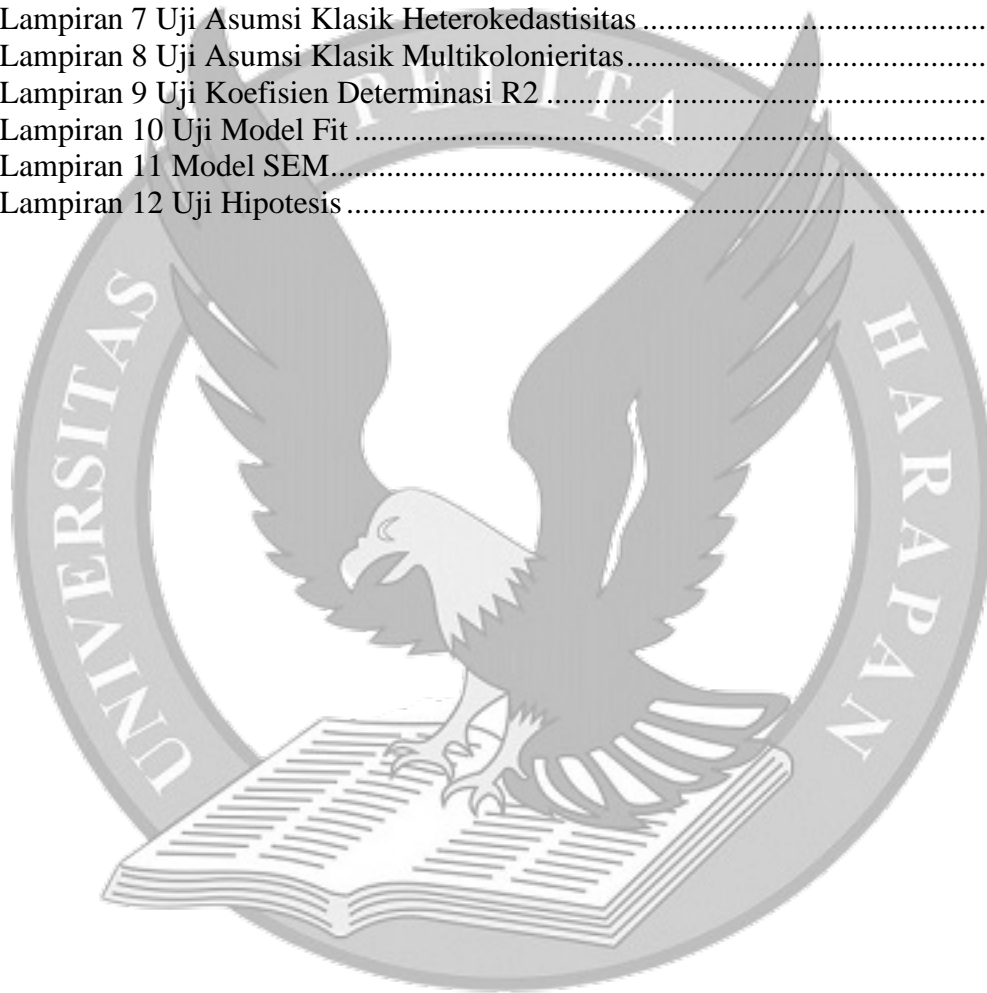 Lampiran 7 Uji Asumsi Klasik Heterokedastisitas ..........................................
Lampiran 8 Uji Asumsi Klasik Multikolonieritas............................................
Lampiran 9 Uji Koefisien Determinasi R2 ......................................................
Lampiran 10 Uji Model Fit ..............................................................................
Lampiran 11 Model SEM.................................................................................
Lampiran 12 Uji Hipotesis ...............................................................................
UNIVERSITAS PELITA HARAPAN